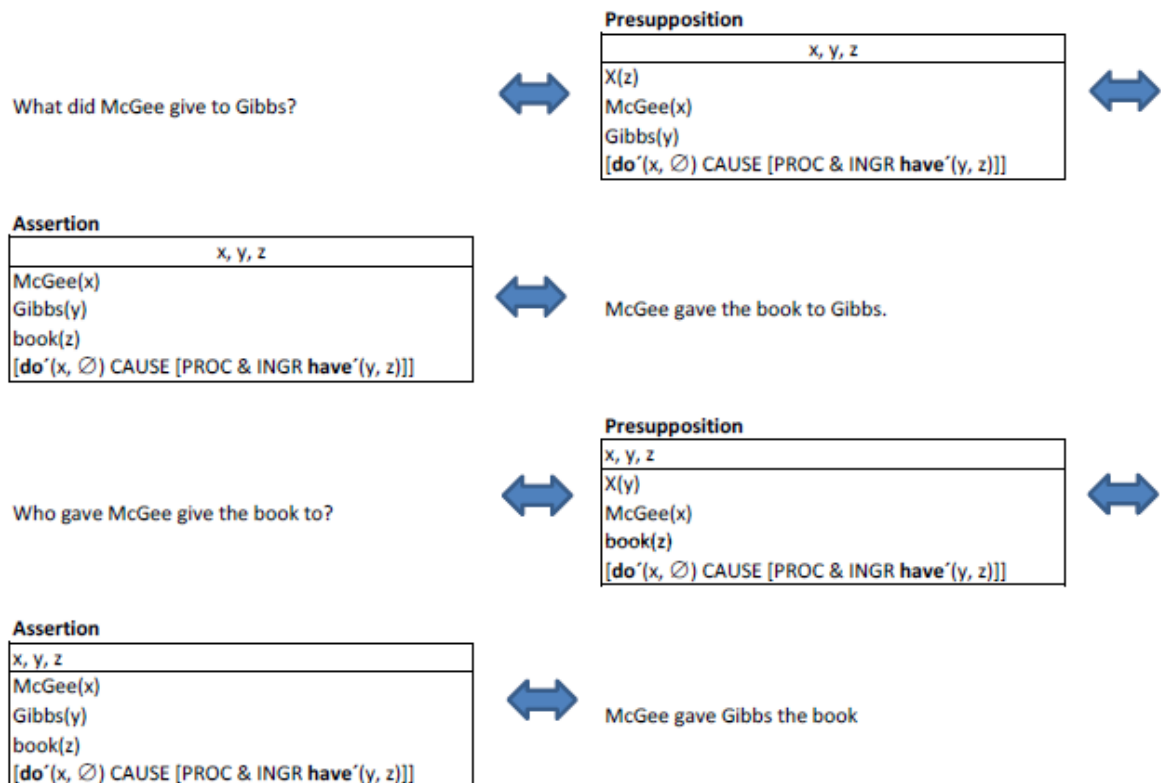 Presupposition
x, y, z
What did McGee give to Gibbs?
X(z)
McGee(x)
Gibbs(y)
[do´(x, ∅) CAUSE [PROC & INGR have´(y, z)]]
Assertion
x, y, z
McGee(x)
Gibbs(y)
book(z)
[do´(x, ∅) CAUSE [PROC & INGR have´(y, z)]]
McGee gave the book to Gibbs.
Presupposition
x, y, z
Who gave McGee give the book to?
X(y)
McGee(x)
book(z)
[do´(x, ∅) CAUSE [PROC & INGR have´(y, z)]]
Assertion
x, y, z
McGee(x)
Gibbs(y)
book(z)
[do´(x, ∅) CAUSE [PROC & INGR have´(y, z)]]
McGee gave Gibbs the book